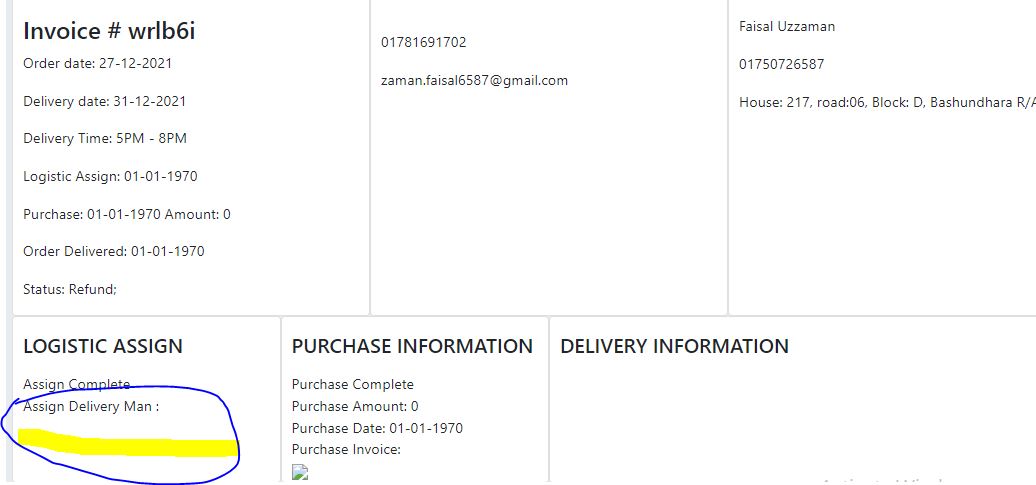 Invoice # wrlb6i
Order date: 27-12-2021
Delivery date: 31-12-2021
Delivery Time: 5PM - 8PM
Logistic Assign: 01-01-1970
Purchase: 01-01-1970 Amount: 0
Order Delivered: 01-01-1970
Status: Refund;
01781691702
zaman.faisal6587@gmail.com
Faisal Uzzaman
01750726587
House: 217, road:06, Block: D, Bashundhara R/A
LOGISTIC ASSIGN
Assign Complete
Assign Delivery Man :
PURCHASE INFORMATION
Purchase Complete
Purchase Amount: 0
Purchase Date: 01-01-1970
Purchase Invoice:
DELIVERY INFORMATION